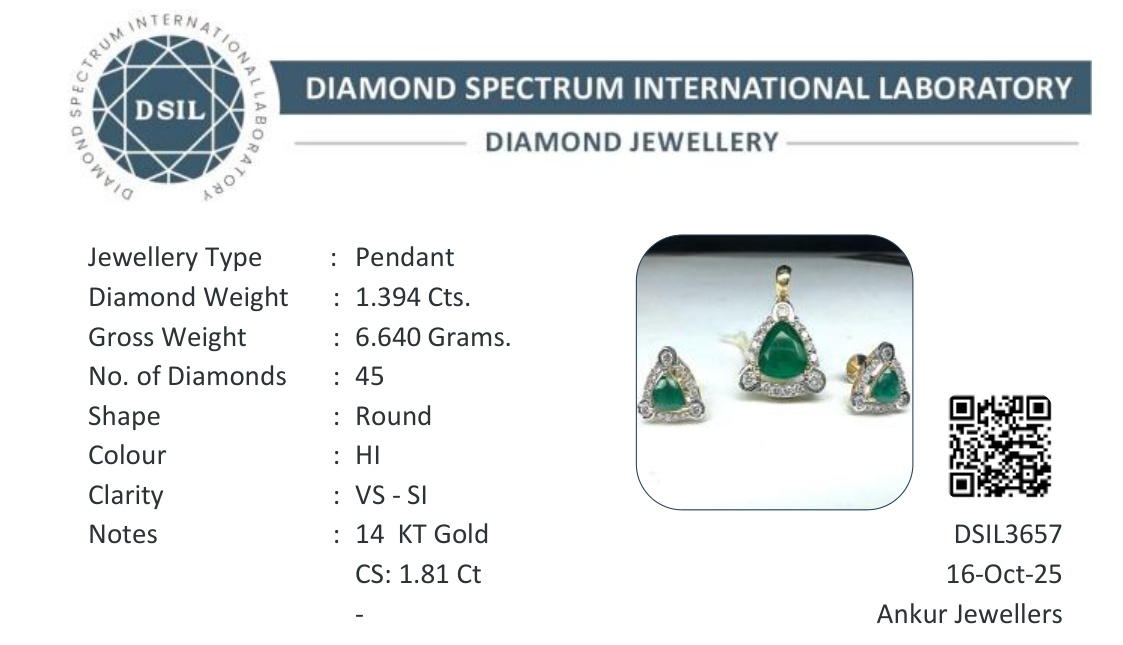 DIAMOND SPECTRUM INTERNATIONAL LABORATORY
DSIL
DIAMOND SPECTRUM INTERNATIONAL LABORATORY
DIAMOND JEWELLERY
Jewellery Type : Pendant
Diamond Weight : 1.394 Cts.
Gross Weight : 6.640 Grams.
No. of Diamonds : 45
Shape : Round
Colour : HI
Clarity : VS - SI
Notes : 14 KT Gold
CS: 1.81 Ct
-
DSIL3657
16-Oct-25
Ankur Jewellers